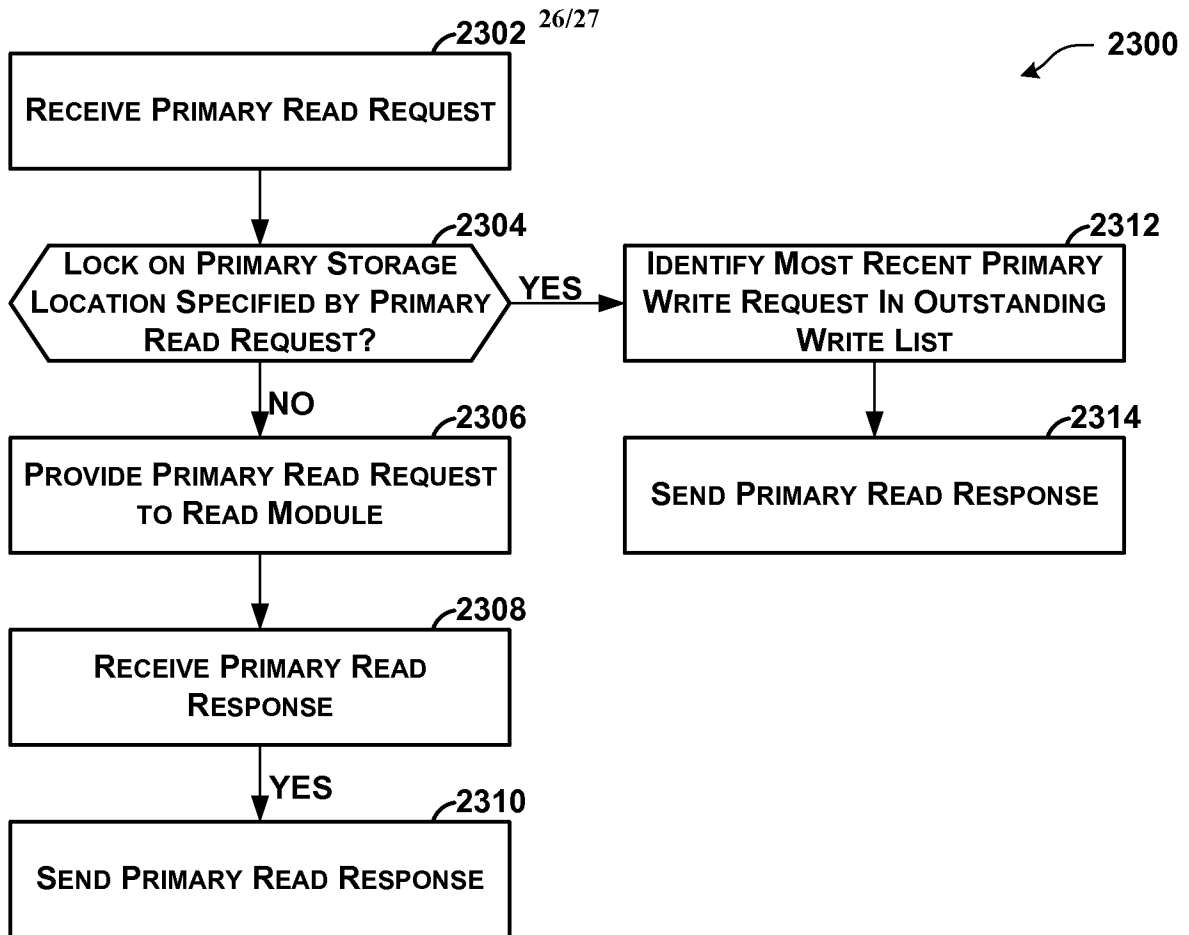 26/27
2300
2302
RECEIVE PRIMARY READ REQUEST
2304
LOCK ON PRIMARY STORAGE
LOCATION SPECIFIED BY PRIMARY
READ REQUEST?
YES
NO
2312
IDENTIFY MOST RECENT PRIMARY
WRITE REQUEST IN OUTSTANDING
WRITE LIST
2314
SEND PRIMARY READ RESPONSE
2306
PROVIDE PRIMARY READ REQUEST
TO READ MODULE
2308
RECEIVE PRIMARY READ
RESPONSE
YES
2310
SEND PRIMARY READ RESPONSE